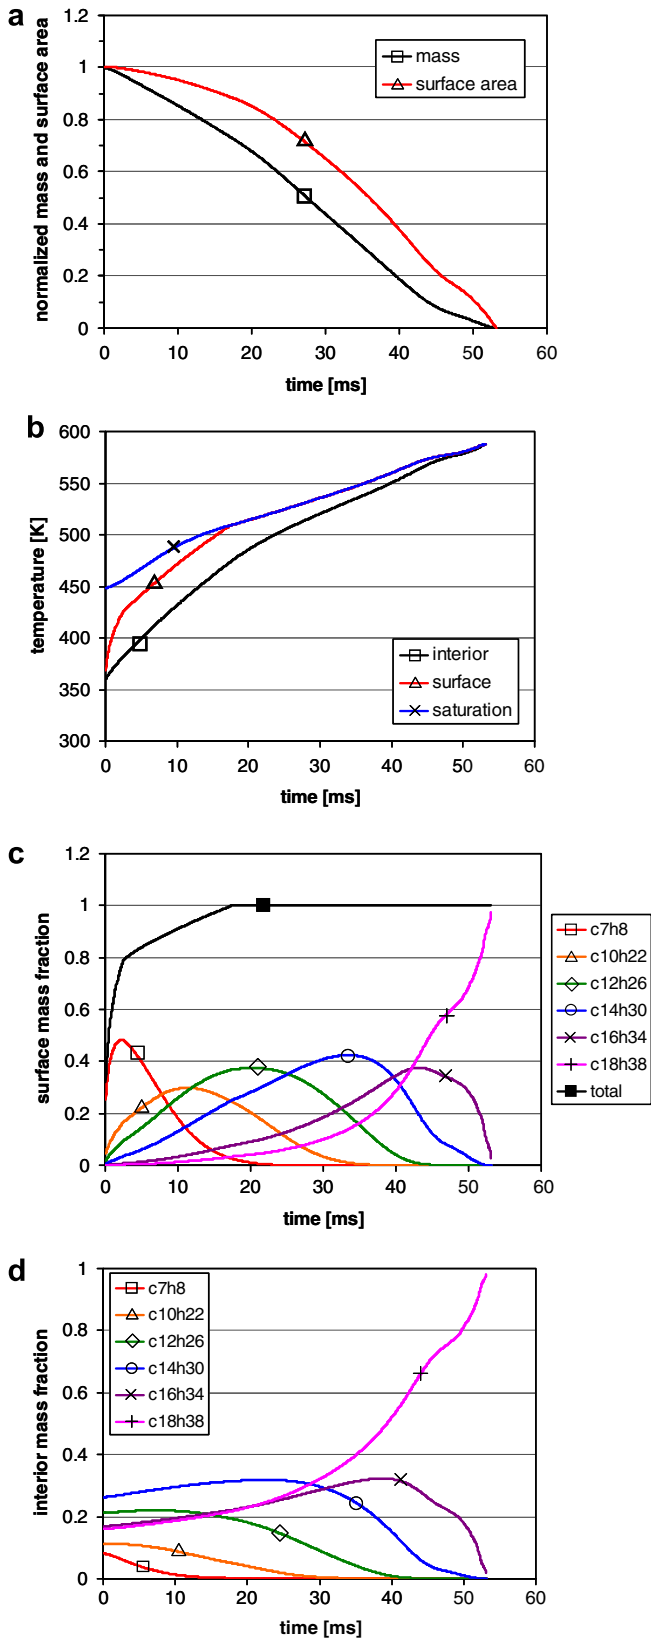 a
1.2
1
0.8
0.6
0.4
0.2
0
normalized mass and surface area
mass
surface area
0 10 20 30 40 50 60
time [ms]
b
600
550
500
450
400
350
300
temperature [K]
interior
surface
saturation
0 10 20 30 40 50 60
time [ms]
c
1.2
1
0.8
0.6
0.4
0.2
0
surface mass fraction
c7h8
c10h22
c12h26
c14h30
c16h34
c18h38
total
0 10 20 30 40 50 60
time [ms]
d
1
0.8
0.6
0.4
0.2
0
interior mass fraction
c7h8
c10h22
c12h26
c14h30
c16h34
c18h38
0 10 20 30 40 50 60
time [ms]